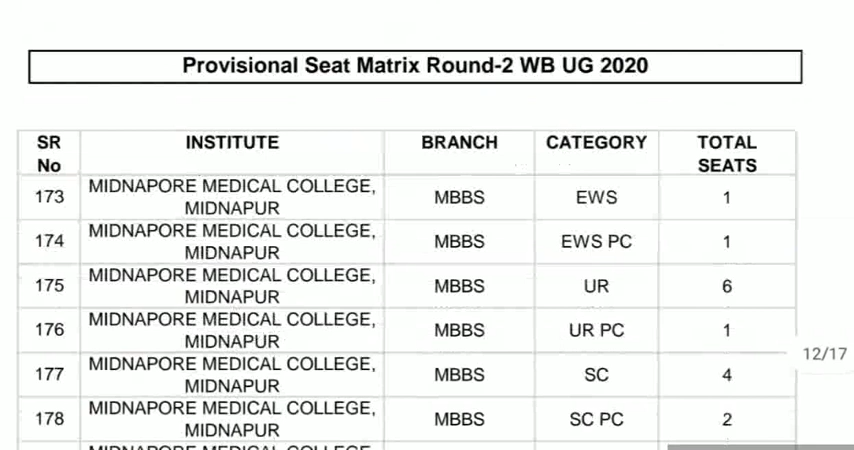 Provisional Seat Matrix Round-2 WB UG 2020
SR No INSTITUTE BRANCH CATEGORY TOTAL SEATS
173 MIDNAPORE MEDICAL COLLEGE, MIDNAPUR MBBS EWS 1
174 MIDNAPORE MEDICAL COLLEGE, MIDNAPUR MBBS EWS PC 1
175 MIDNAPORE MEDICAL COLLEGE, MIDNAPUR MBBS UR 6
176 MIDNAPORE MEDICAL COLLEGE, MIDNAPUR MBBS UR PC 1
12/17
177 MIDNAPORE MEDICAL COLLEGE, MIDNAPUR MBBS SC 4
178 MIDNAPORE MEDICAL COLLEGE, MIDNAPUR MBBS SC PC 2
MIDNAPORE MEDICAL COLLEGE,